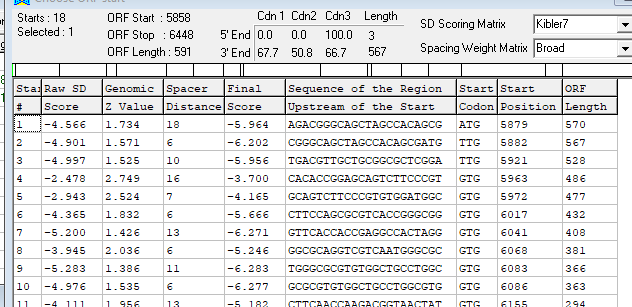 Choose ORF start
Starts : 18 ORF Start : 5858 Cdn 1 Cdn2 Cdn3 Length SD Scoring Matrix Kibler7
Selected : 1 ORF Stop : 6448 5' End 0.0 0.0 100.0 3
ORF Length : 591 3' End 67.7 50.8 66.7 567 Spacing Weight Matrix Broad
Star Raw SD Genomic Spacer Final Sequence of the Region Start Start ORF
# Score Z Value Distance Score Upstream of the Start Codon Position Length
1 -4.566 1.734 18 -5.964 AGACGGGCAGCTAGCCACAGCG ATG 5879 570
2 -4.901 1.571 6 -6.202 CGGGCAGCTAGCCACAGCGATG TTG 5882 567
3 -4.997 1.525 10 -5.956 TGACGTTGCTGCGGCGCTCGGA TTG 5921 528
4 -2.478 2.749 16 -3.700 CACACCGGAGCAGTCTTCCCGT GTG 5963 486
5 -2.943 2.524 7 -4.165 GCAGTCTTCCCGTGTGGATGGC GTG 5972 477
6 -4.365 1.832 6 -5.666 CTTCCAGCGCGTCACCGGGCGG GTG 6017 432
7 -5.200 1.426 13 -6.271 GTTCACCACCGAGGCCACTAGG GTG 6041 408
8 -3.945 2.036 6 -5.246 GGCGCAGGTCGTCAATGGGCGC GTG 6068 381
9 -5.283 1.386 11 -6.283 TGGGCGCGTGTGGCTGCCTGGC GTG 6083 366
10 -4.976 1.535 6 -6.277 GCGCGTGTGGCTGCCTGGCGTG GTG 6086 363
11 -4.111 1.956 13 -5.182 CTTCAACCAAGACGGTAACTAT GTG 6155 294